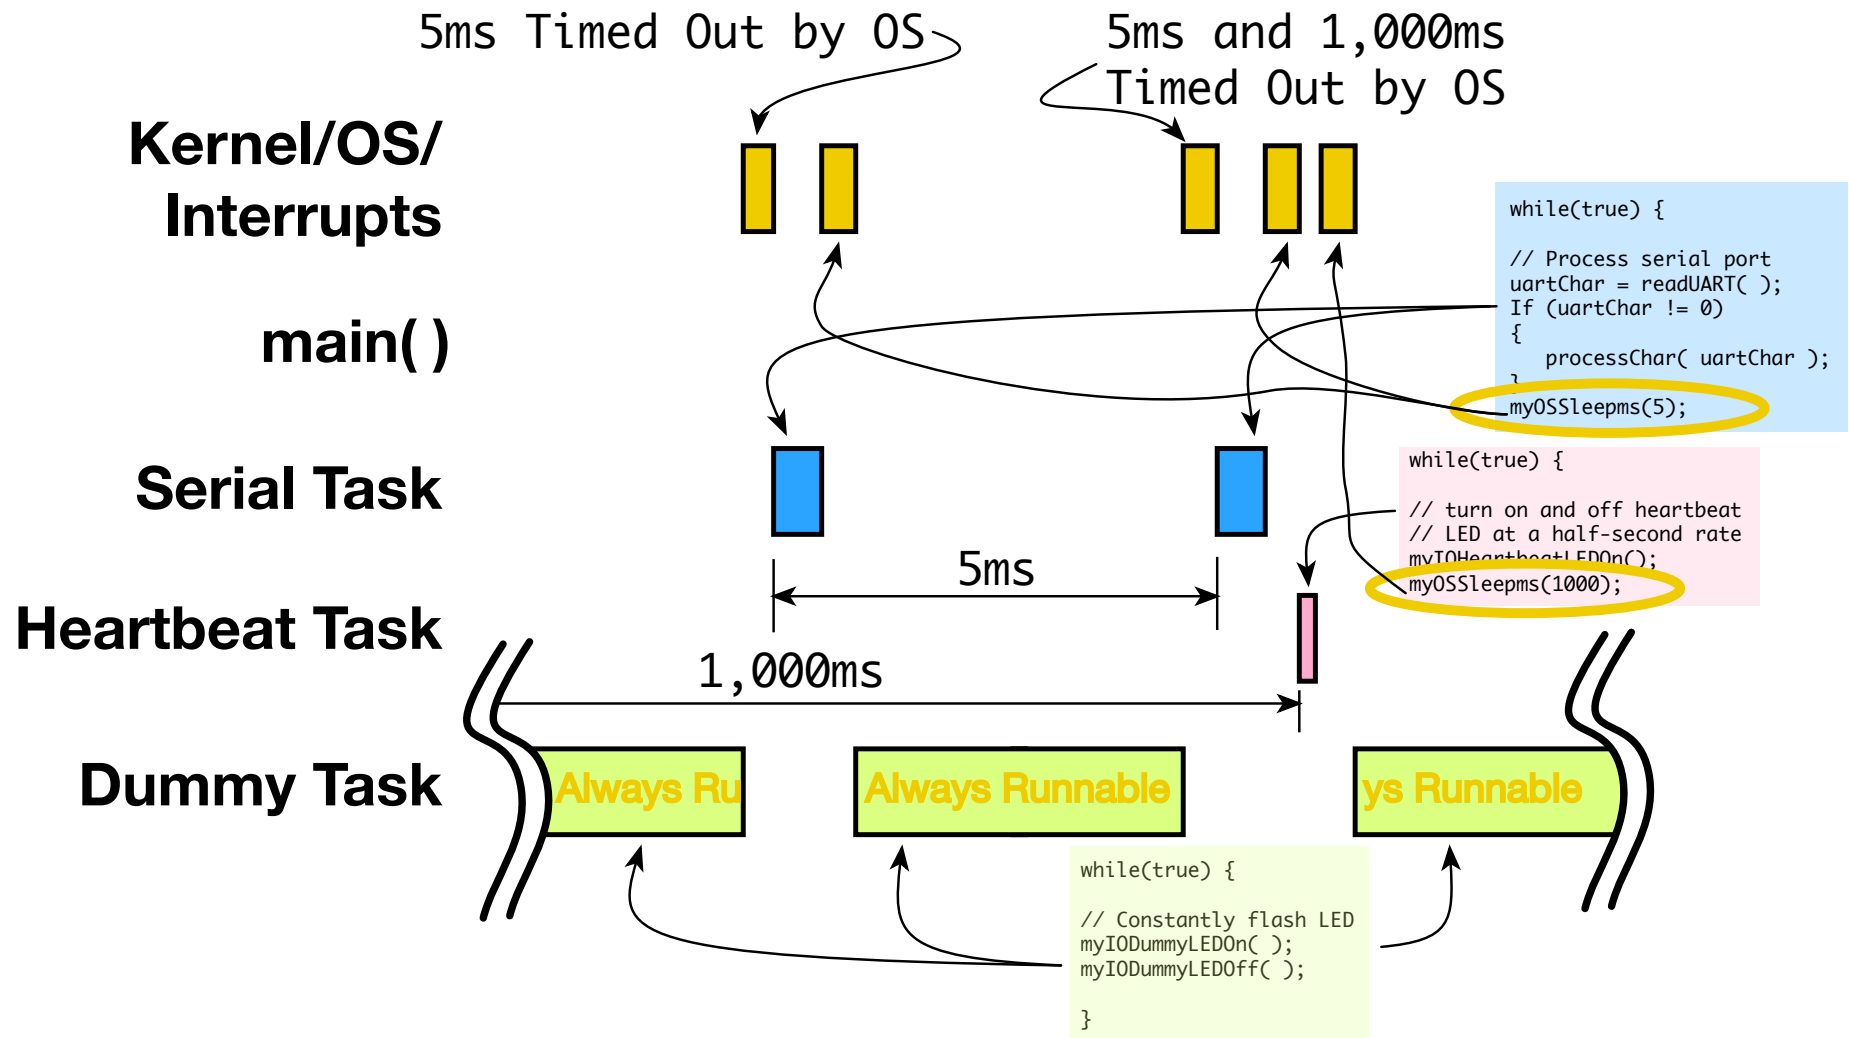 5ms Timed Out by OS
5ms and 1,000ms
Timed Out by OS
Kernel/OS/
Interrupts
main( )
Serial Task
Heartbeat Task
Dummy Task
while(true) {
// Process serial port
uartChar = readUART( );
If (uartChar != 0)
{
processChar( uartChar );
}
myOSSleepms(5);
while(true) {
// turn on and off heartbeat
// LED at a half-second rate
myIOHeartbeatLEDOn();
myOSSleepms(1000);
5ms
1,000ms
Always Ru
Always Runnable
ys Runnable
while(true) {
// Constantly flash LED
myIODummyLEDOn( );
myIODummyLEDOff( );
}